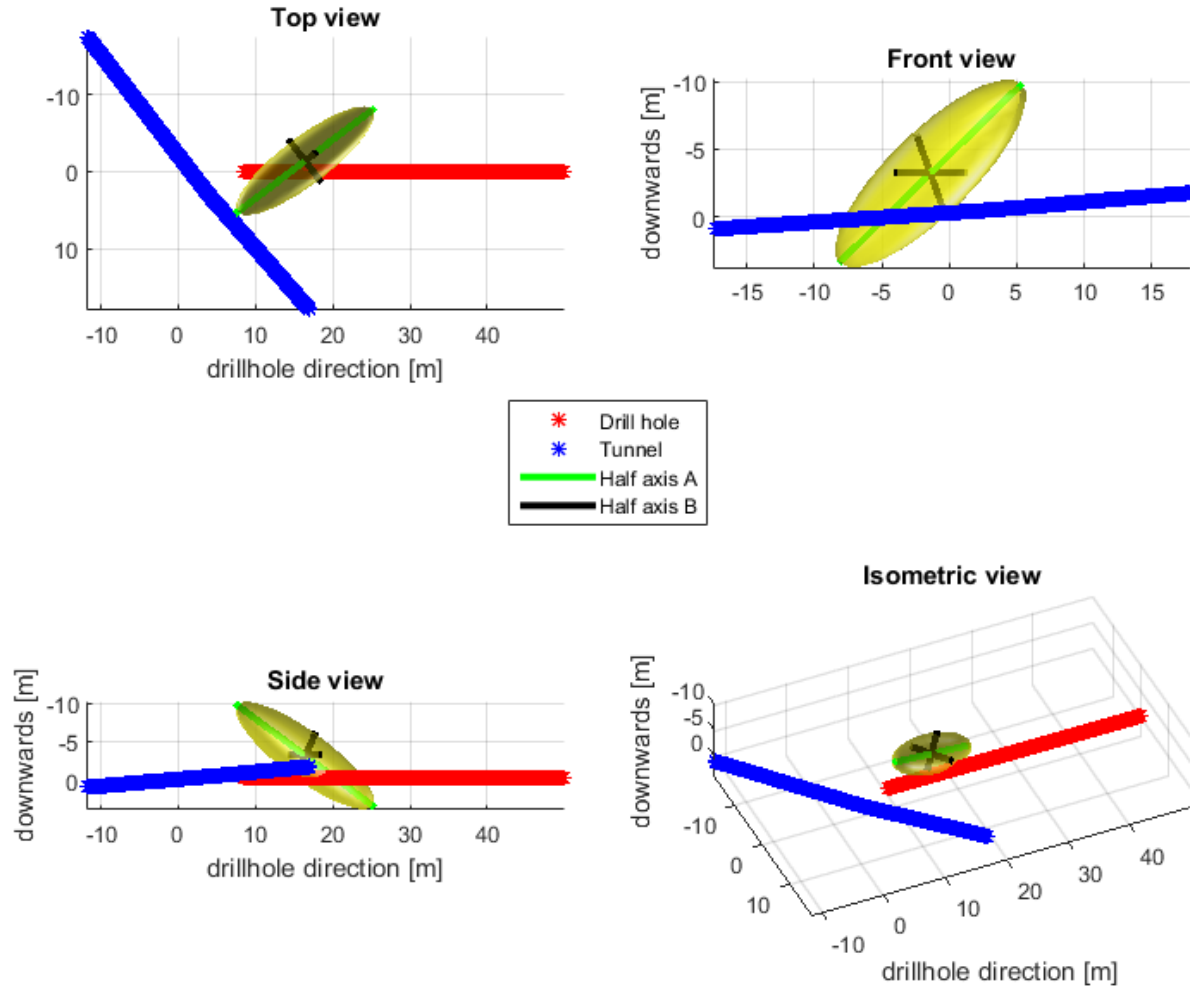 Top view
-10
0
10
-10 0 10 20 30 40
drillhole direction [m]
Front view
downwards [m]
-10
-5
0
-15 -10 -5 0 5 10 15
Drill hole
Tunnel
Half axis A
Half axis B
Side view
downwards [m]
-10
-5
0
-10 0 10 20 30 40
drillhole direction [m]
Isometric view
downwards [m]
-10
-5
0
-10
0
10
-10 0 10 20 30 40
drillhole direction [m]